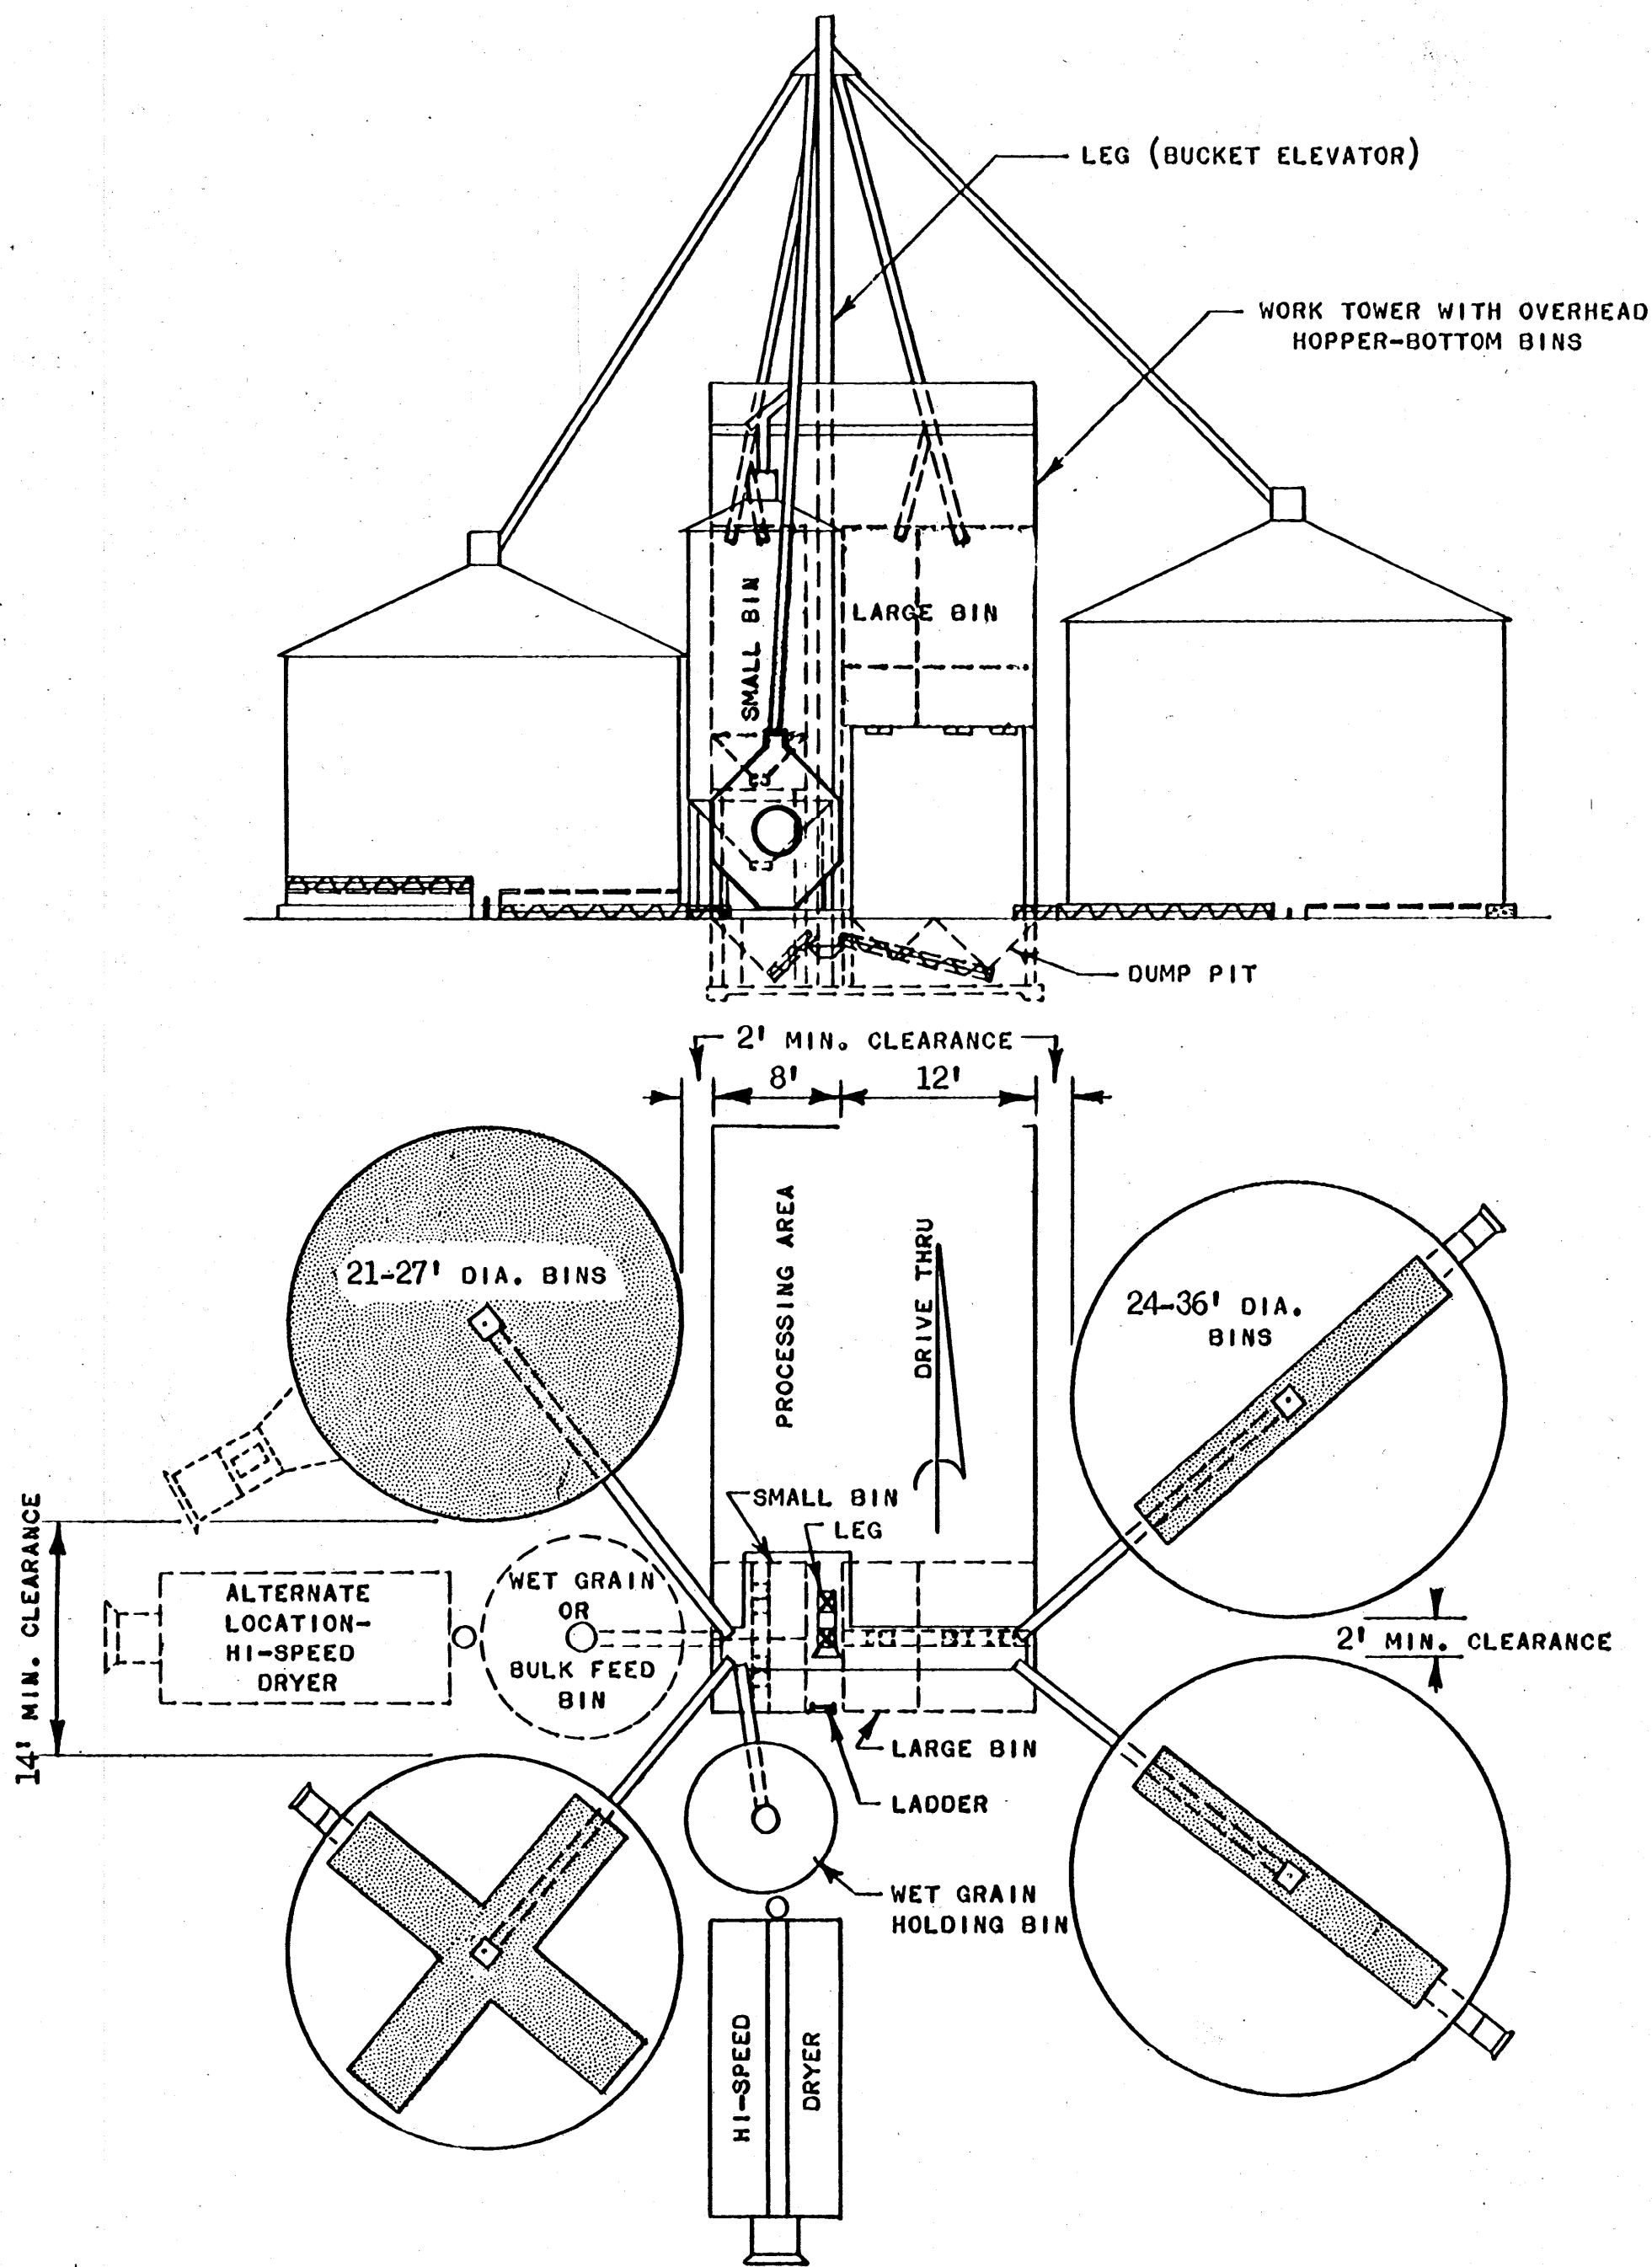 LEG (BUCKET ELEVATOR)
WORK TOWER WITH OVERHEAD
HOPPER-BOTTOM BINS
SMALL BIN
LARGE BIN
DUMP PIT
2' MIN. CLEARANCE
8'
12'
21-27' DIA. BINS
PROCESSING AREA
DRIVE THRU
24-36' DIA.
BINS
SMALL BIN
LEG
14' MIN. CLEARANCE
ALTERNATE
LOCATION-
HI-SPEED
DRYER
WET GRAIN
OR
BULK FEED
BIN
2' MIN. CLEARANCE
LARGE BIN
LADDER
WET GRAIN
HOLDING BIN
HI-SPEED
DRYER